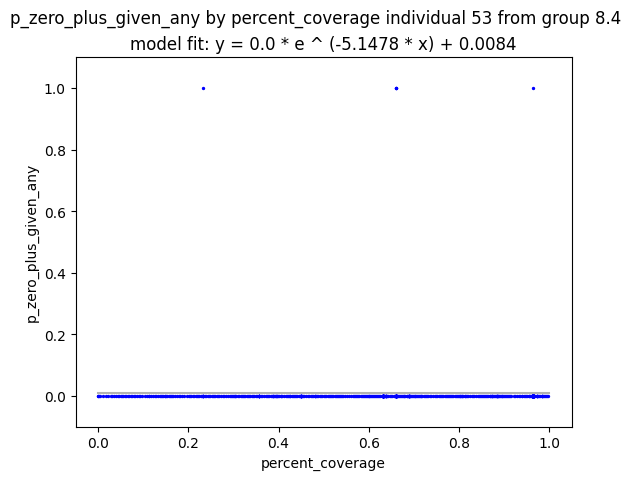 p_zero_plus_given_any by percent_coverage individual 53 from group 8.4
model fit: y = 0.0 * e ^ (-5.1478 * x) + 0.0084
1.0
0.8
0.6
0.4
0.2
0.0
p_zero_plus_given_any
0.0 0.2 0.4 0.6 0.8 1.0
percent_coverage